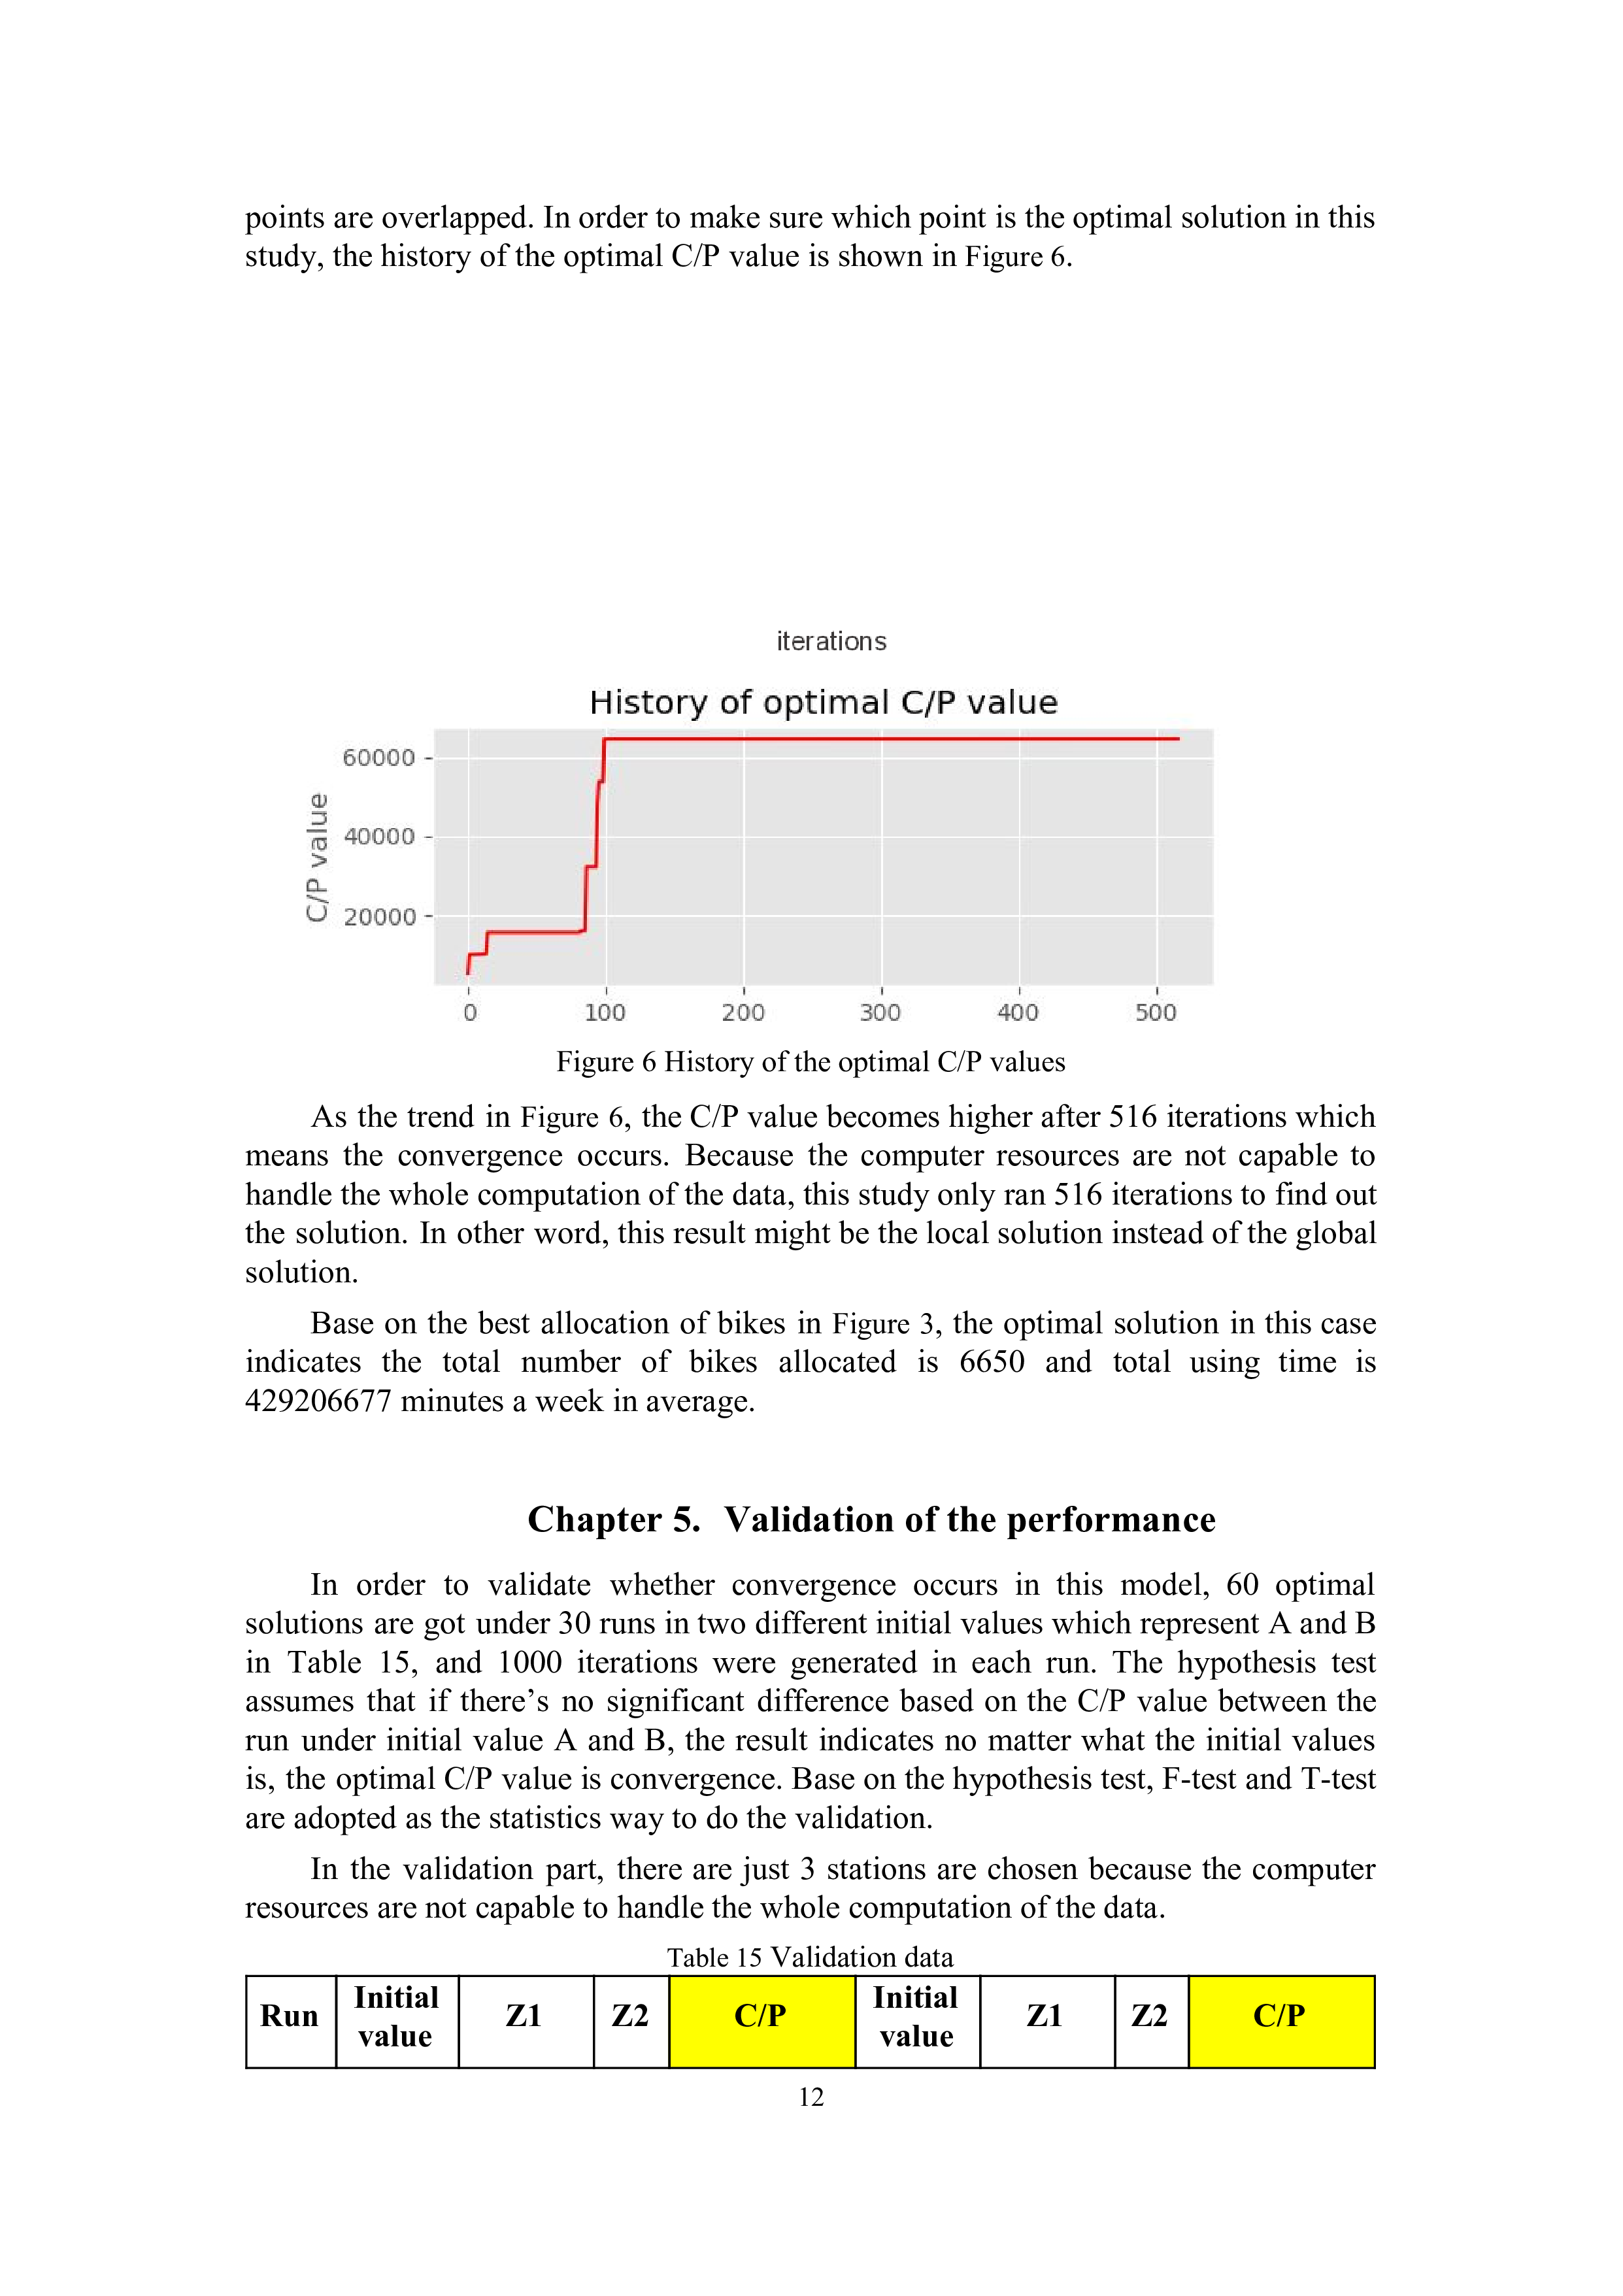 points are overlapped. In order to make sure which point is the optimal solution in this
study, the history of the optimal C/P value is shown in Figure 6.
iterations
History of optimal C/P value
C/P value
60000
40000
20000
0 100 200 300 400 500
Figure 6 History of the optimal C/P values
As the trend in Figure 6, the C/P value becomes higher after 516 iterations which
means the convergence occurs. Because the computer resources are not capable to
handle the whole computation of the data, this study only ran 516 iterations to find out
the solution. In other word, this result might be the local solution instead of the global
solution.
Base on the best allocation of bikes in Figure 3, the optimal solution in this case
indicates the total number of bikes allocated is 6650 and total using time is
429206677 minutes a week in average.
Chapter 5. Validation of the performance
In order to validate whether convergence occurs in this model, 60 optimal
solutions are got under 30 runs in two different initial values which represent A and B
in Table 15, and 1000 iterations were generated in each run. The hypothesis test
assumes that if there’s no significant difference based on the C/P value between the
run under initial value A and B, the result indicates no matter what the initial values
is, the optimal C/P value is convergence. Base on the hypothesis test, F-test and T-test
are adopted as the statistics way to do the validation.
In the validation part, there are just 3 stations are chosen because the computer
resources are not capable to handle the whole computation of the data.
Table 15 Validation data
Run Initial value Z1 Z2 C/P Initial value Z1 Z2 C/P
12